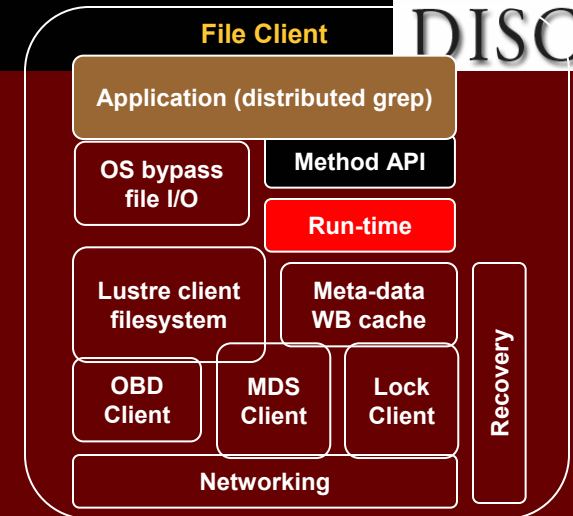 File Client
DISC
Application (distributed grep)
OS bypass
file I/O
Method API
Run-time
Lustre client
filesystem
Meta-data
WB cache
OBD
Client
MDS
Client
Lock
Client
Recovery
Networking